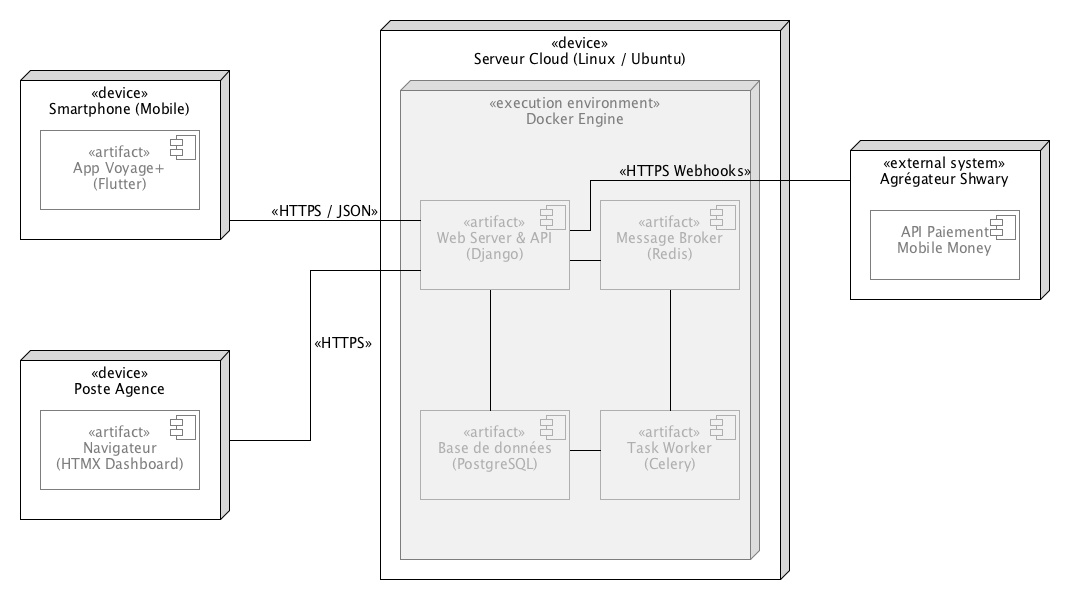 «device»
Serveur Cloud (Linux / Ubuntu)
«execution environment»
Docker Engine
«device»
Smartphone (Mobile)
«artifact»
App Voyage+
(Flutter)
«HTTPS / JSON»
«HTTPS Webhooks»
«external system»
Agrégateur Shwary
API Paiement
Mobile Money
«artifact»
Web Server & API
(Django)
«artifact»
Message Broker
(Redis)
«HTTPS»
«device»
Poste Agence
«artifact»
Navigateur
(HTMX Dashboard)
«artifact»
Base de données
(PostgreSQL)
«artifact»
Task Worker
(Celery)